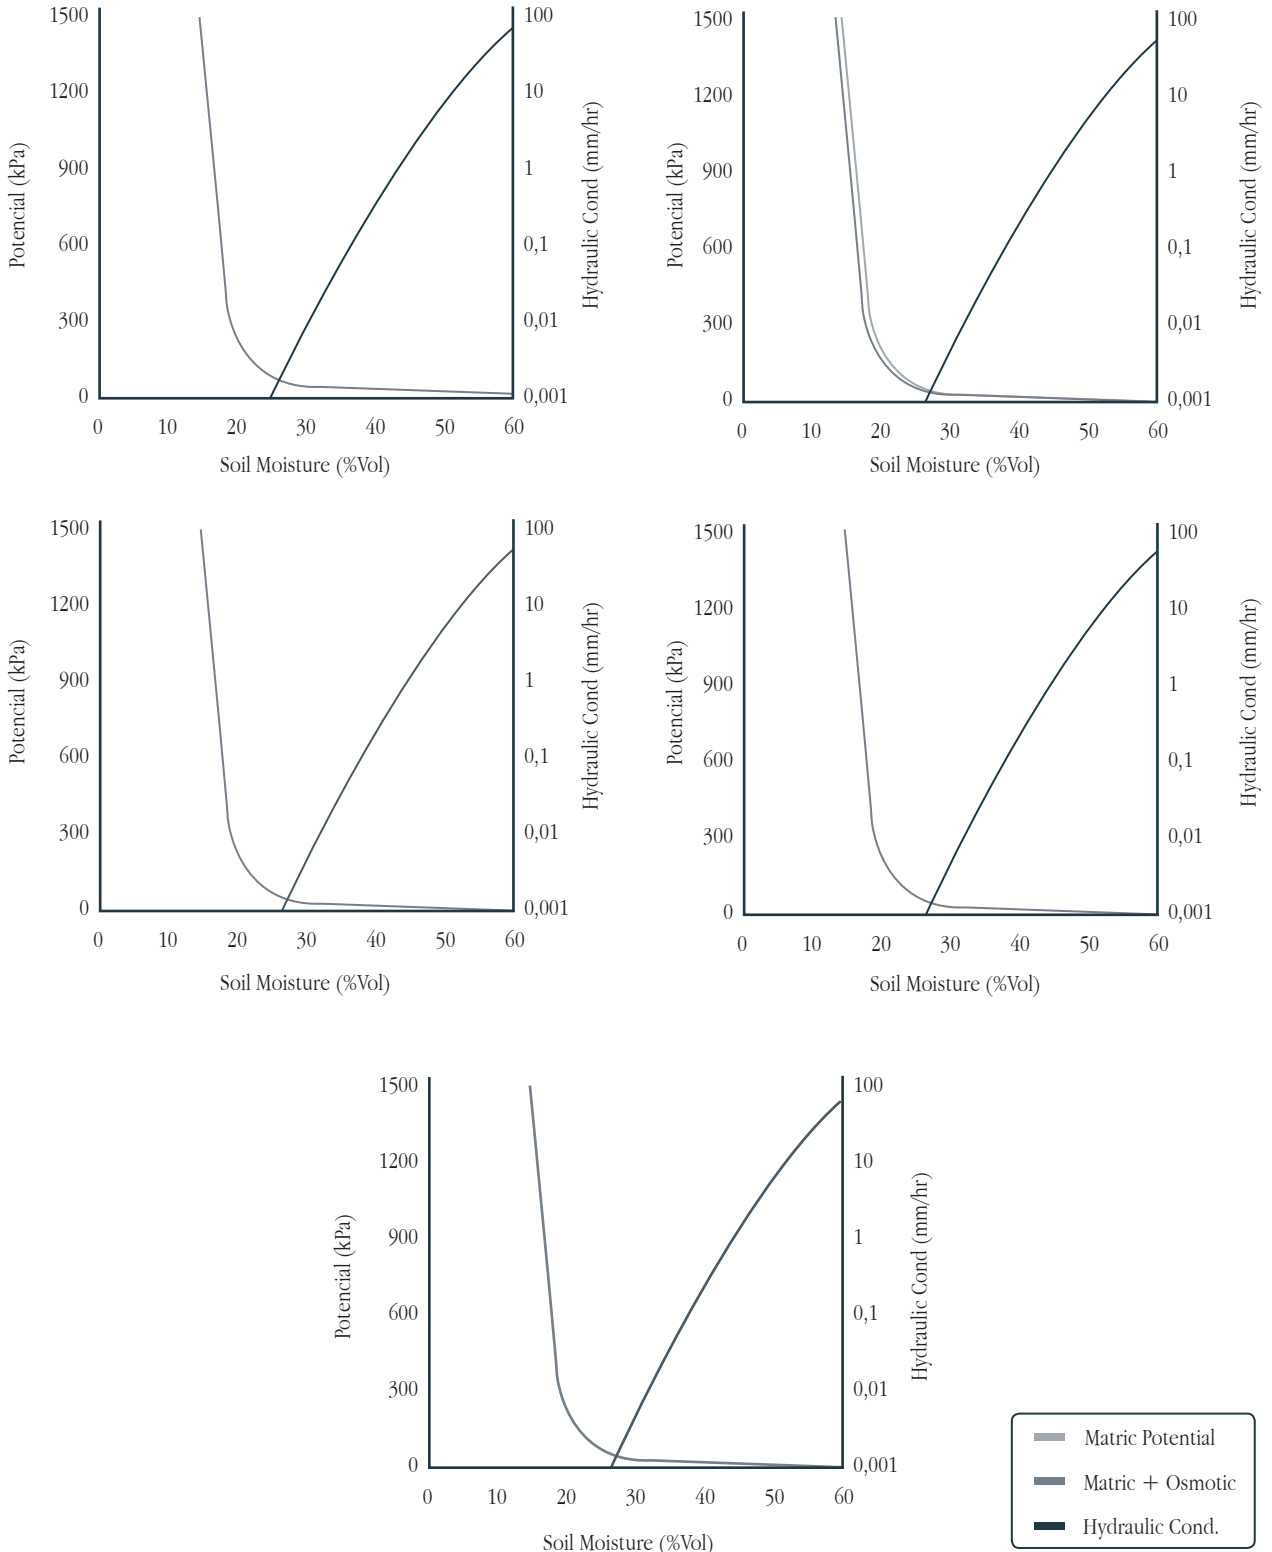 1500
1200
900
600
300
0
Potencial (kPa)
100
10
1
0,1
0,01
0,001
Hydraulic Cond (mm/hr)
0 10 20 30 40 50 60
Soil Moisture (%Vol)
1500
1200
900
600
300
0
Potencial (kPa)
100
10
1
0,1
0,01
0,001
Hydraulic Cond (mm/hr)
0 10 20 30 40 50 60
Soil Moisture (%Vol)
1500
1200
900
600
300
0
Potencial (kPa)
100
10
1
0,1
0,01
0,001
Hydraulic Cond (mm/hr)
0 10 20 30 40 50 60
Soil Moisture (%Vol)
1500
1200
900
600
300
0
Potencial (kPa)
100
10
1
0,1
0,01
0,001
Hydraulic Cond (mm/hr)
0 10 20 30 40 50 60
Soil Moisture (%Vol)
1500
1200
900
600
300
0
Potencial (kPa)
100
10
1
0,1
0,01
0,001
Hydraulic Cond (mm/hr)
0 10 20 30 40 50 60
Soil Moisture (%Vol)
Matric Potential
Matric + Osmotic
Hydraulic Cond.